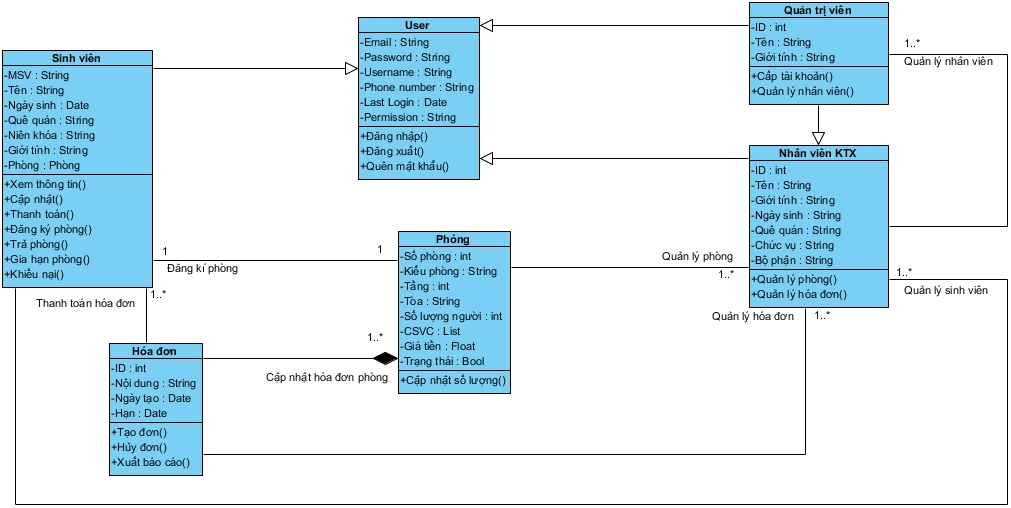 User
-Email : String
-Password : String
-Username : String
-Phone number : String
-Last Login : Date
-Permission : String
+Đăng nhập()
+Đăng xuất()
+Quên mật khẩu()
Quản trị viên
-ID : int
-Tên : String
-Giới tính : String
+Cấp tài khoản()
+Quản lý nhân viên()
1..*
Quản lý nhân viên
Sinh viên
-MSV : String
-Tên : String
-Ngày sinh : Date
-Quê quán : String
-Niên khóa : String
-Giới tính : String
-Phòng : Phòng
+Xem thông tin()
+Cập nhật()
+Thanh toán()
+Đăng ký phòng()
+Trả phòng()
+Gia hạn phòng()
+Khiếu nại()
Nhân viên KTX
-ID : int
-Tên : String
-Giới tính : String
-Ngày sinh : String
-Quê quán : String
-Chức vụ : String
-Bộ phận : String
+Quản lý phòng()
+Quản lý hóa đơn()
1
Đăng kí phòng
1
Phòng
-Số phòng : int
-Kiểu phòng : String
-Tầng : int
-Tòa : String
-Số lượng người : int
-CSVC : List
-Giá tiền : Float
-Trạng thái : Bool
+Cập nhật số lượng()
Quản lý phòng
1..*
1..*
Quản lý sinh viên
Thanh toán hóa đơn
1..*
Quản lý hóa đơn
1..*
1..*
Cập nhật hóa đơn phòng
Hóa đơn
-ID : int
-Nội dung : String
-Ngày tạo : Date
-Hạn : Date
+Tạo đơn()
+Hủy đơn()
+Xuất báo cáo()